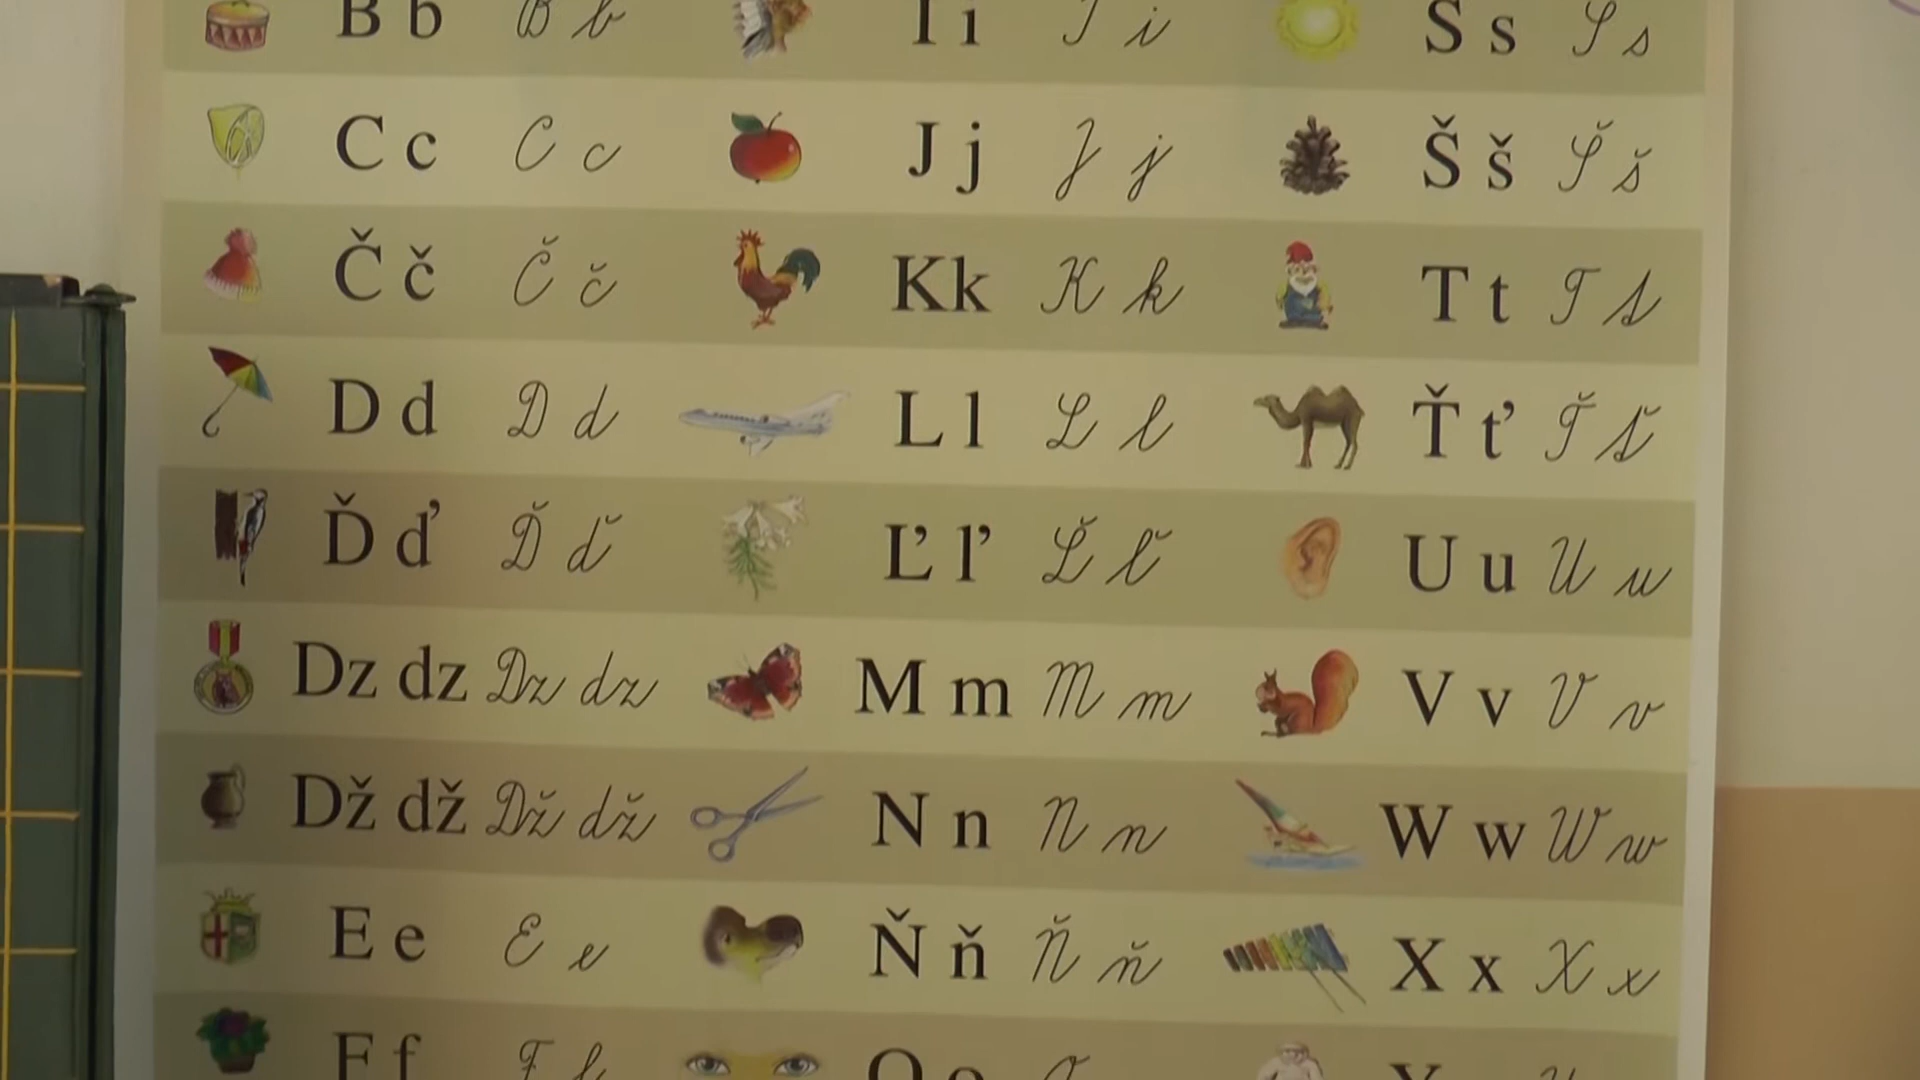 B b B b I i I i S s S s
C c C c J j J j Š š Š š
Č č Č č K k K k T t T t
D d D d L l L l Ť ť Ť ť
Ď ď Ď ď Ľ ľ Ľ ľ U u U u
Dz dz Dz dz M m M m V v V v
Dž dž Dž dž N n N n W w W w
E e E e Ň ň Ň ň X x X x
F f F f O o O Y